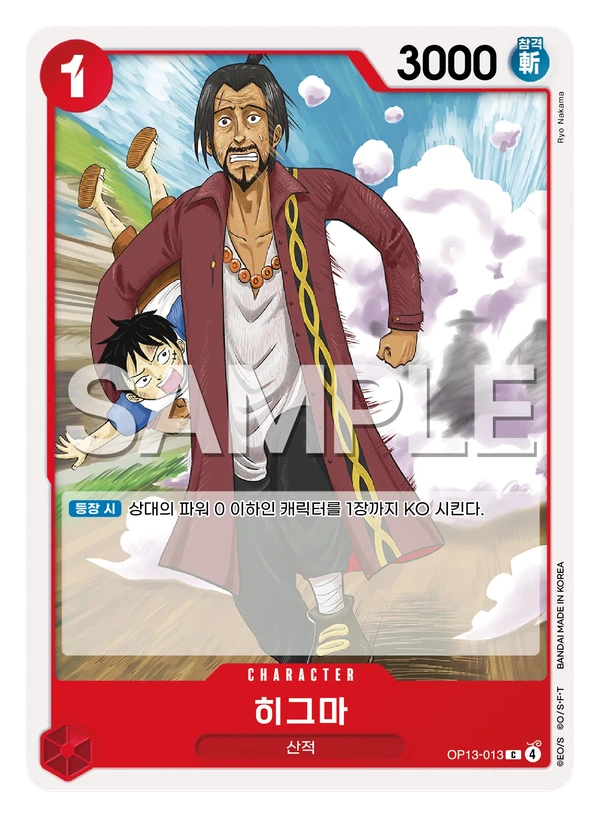 1
3000
참격
斬
Ryo Nakama
SAMPLE
등장 시 상대의 파워 0 이하인 캐릭터를 1장까지 KO 시킨다.
CHARACTER
히그마
산적
OP13-013 C 4
©EO/S ©O/S·F·T BANDAI MADE IN KOREA